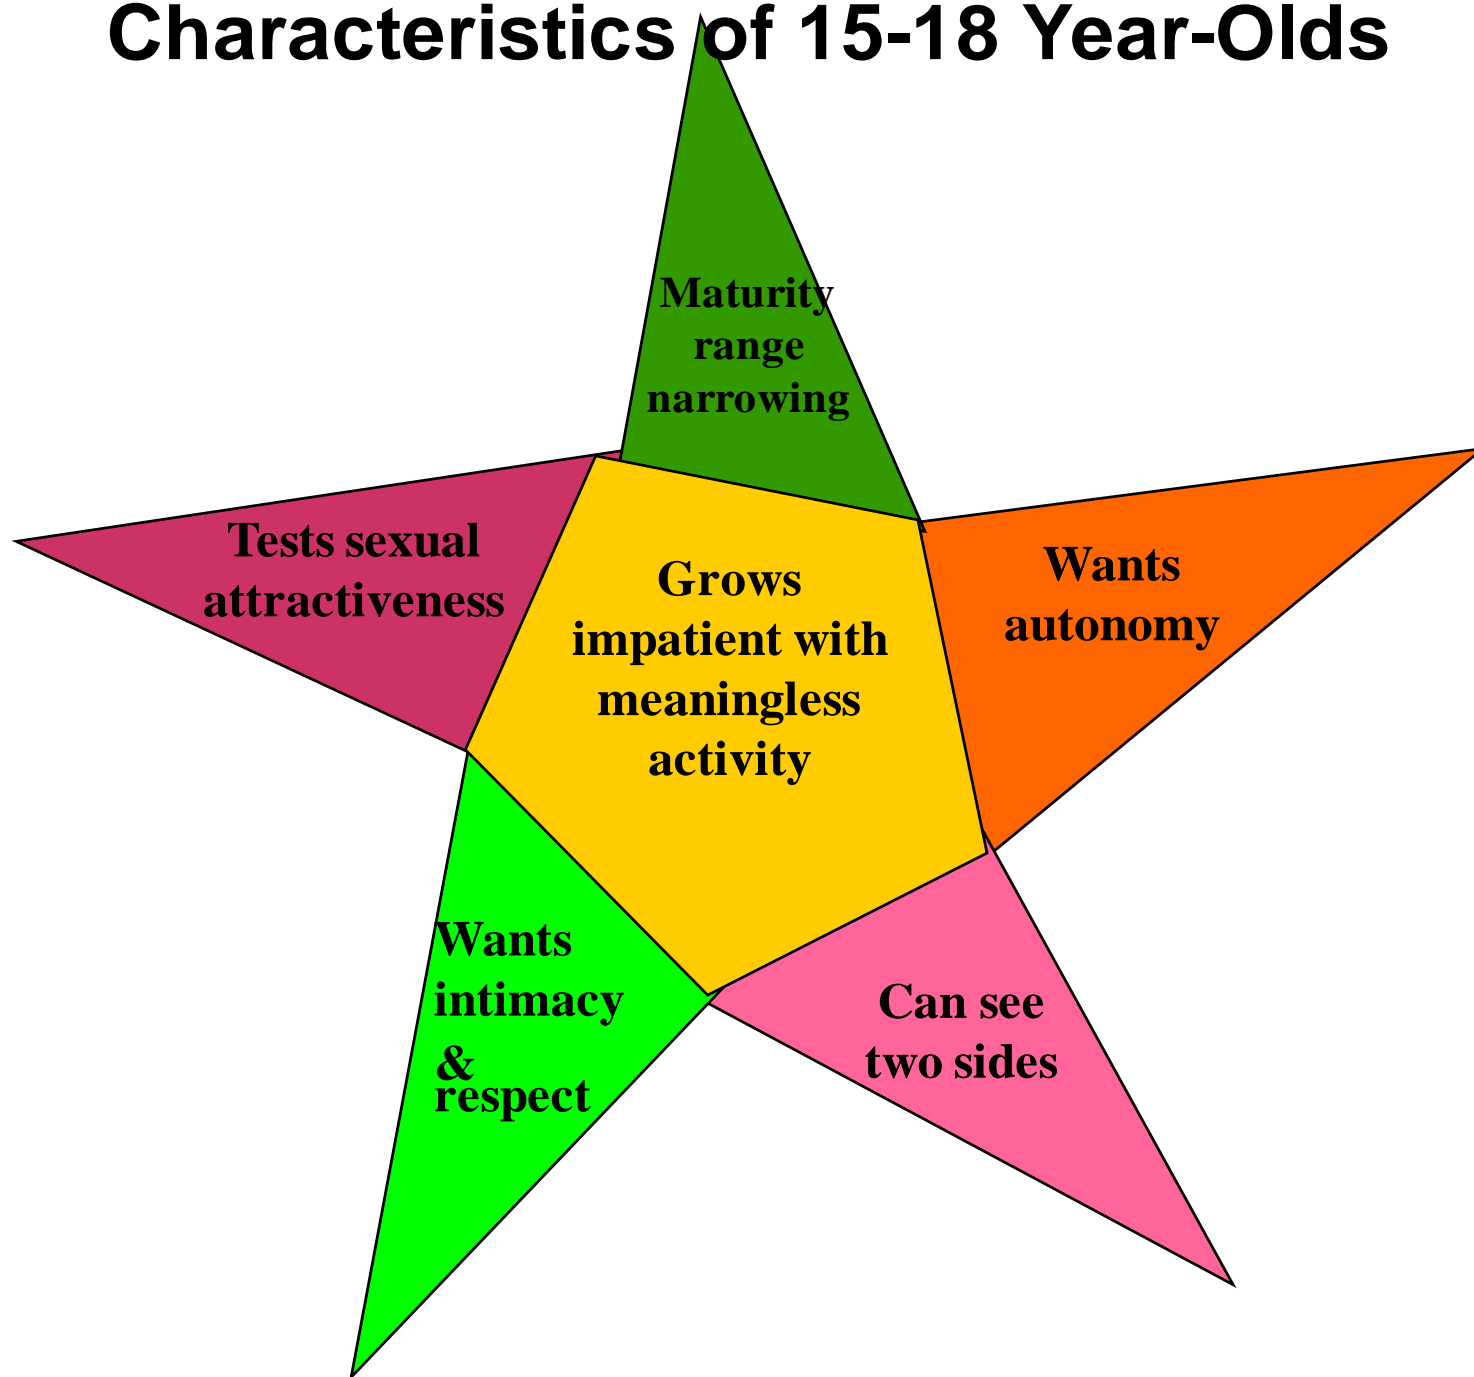 Characteristics of 15-18 Year-Olds
Maturity
range
narrowing
Tests sexual
attractiveness
Grows
impatient with
meaningless
activity
Wants
autonomy
Wants
intimacy
&
respect
Can see
two sides